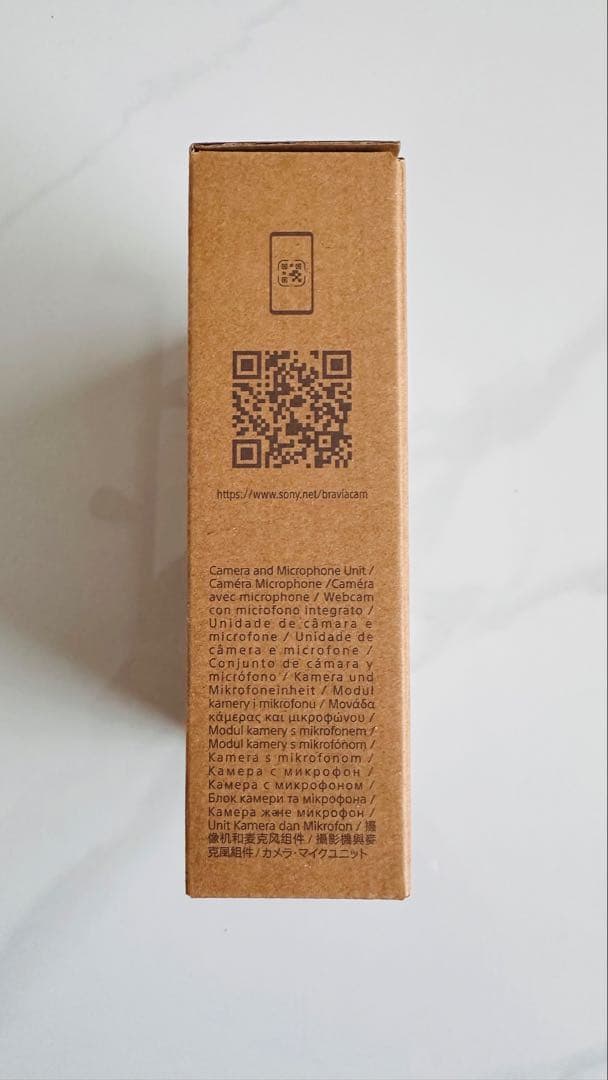 https://www.sony.net/braviacam
Camera and Microphone Unit /
Caméra Microphone /Caméra
avec microphone / Webcam
con microfono integrato /
Unidade de câmara e
microfone / Unidade de
câmera e microfone /
Conjunto de cámara y
micrófono / Kamera und
Mikrofoneinheit / Moduł
kamery i mikrofonu / Μονάδα
κάμερας και μικροφώνου /
Modul kamery s mikrofonem /
Modul kamery s mikrofónom /
Kamera s mikrofonom /
Камера с микрофон /
Камера с микрофоном /
Блок камери та мікрофона /
Камера және микрофон /
Unit Kamera dan Mikrofon / 摄
像机和麦克风组件 / 攝影機與麥
克風組件 / カメラ・マイクユニット